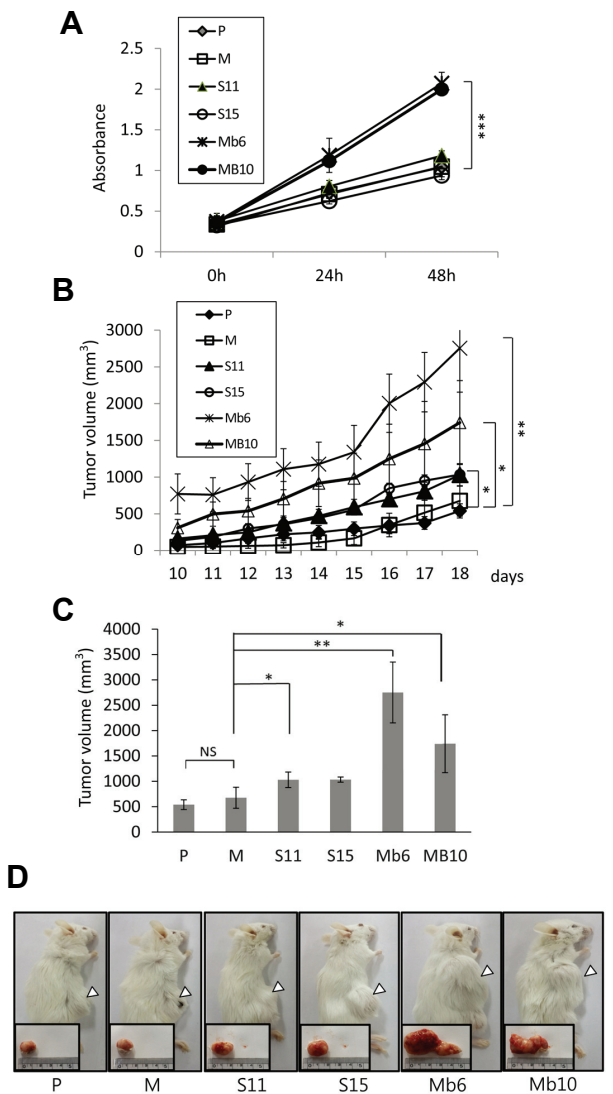 A
P
M
S11
S15
Mb6
MB10
2.5
2
1.5
1
0.5
0
Absorbance
0h 24h 48h
***
B
P
M
S11
S15
Mb6
MB10
3000
2500
2000
1500
1000
500
0
Tumor volume (mm³)
10 11 12 13 14 15 16 17 18 days
*
*
**
C
4000
3500
3000
2500
2000
1500
1000
500
0
Tumor volume (mm³)
NS
*
**
*
P M S11 S15 Mb6 MB10
D
P M S11 S15 Mb6 Mb10